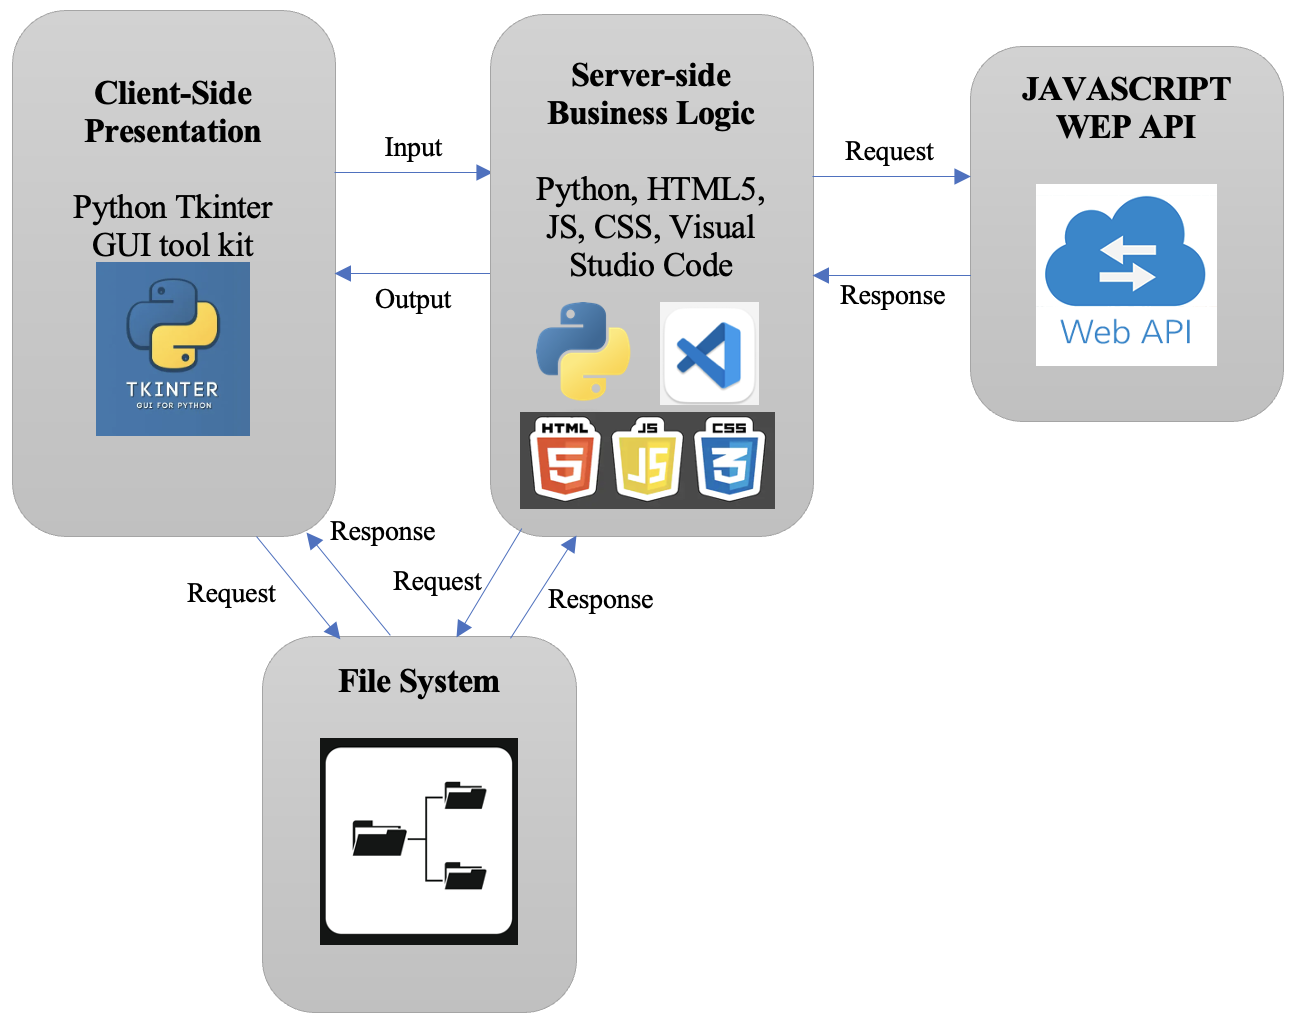 Client-Side
Presentation
Python Tkinter
GUI tool kit
TKINTER
GUI FOR PYTHON
Input
Output
Server-side
Business Logic
Python, HTML5,
JS, CSS, Visual
Studio Code
HTML
5
JS
JS
CSS
3
Request
Response
JAVASCRIPT
WEP API
Web API
Response
Request
Request
Response
File System